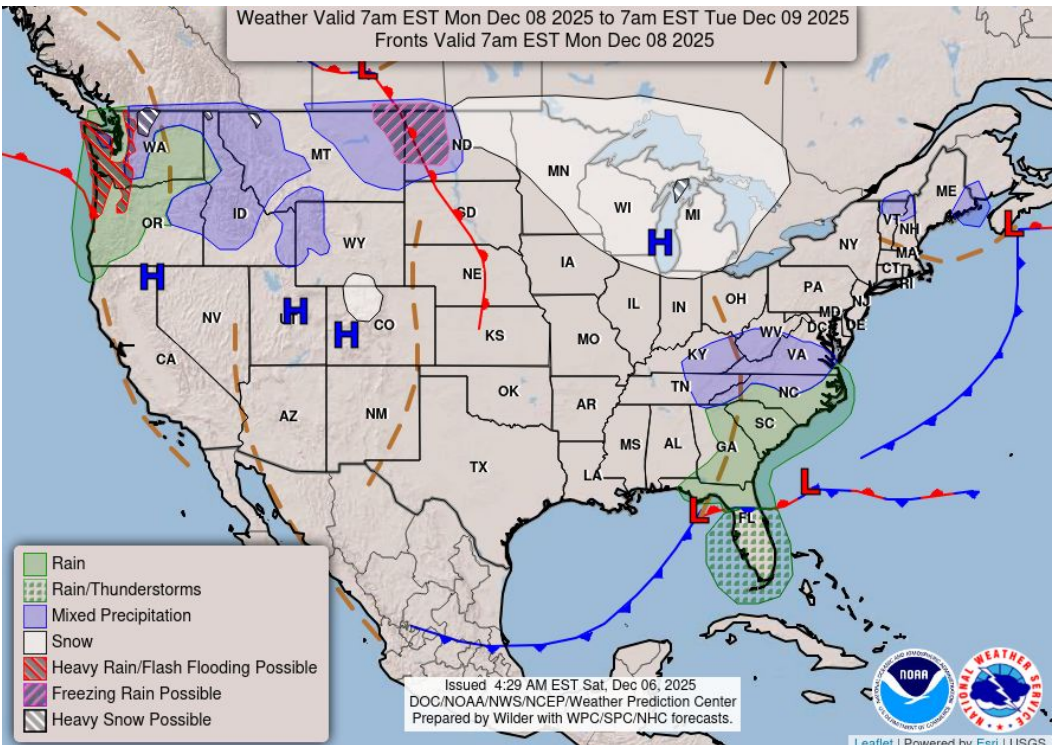 Weather Valid 7am EST Mon Dec 08 2025 to 7am EST Tue Dec 09 2025
Fronts Valid 7am EST Mon Dec 08 2025
L
WA
MT
ND
MN
ME
OR
ID
WI
MI
VT
NH
L
SD
WY
NY
MA
CT
RI
H
H
NE
IA
PA
NJ
OH
IL
IN
MD
DE
DC
H
H
NV
CO
KS
MO
WV
KY
VA
CA
TN
NC
OK
AR
AZ
NM
SC
MS
AL
GA
TX
LA
L
L
FL
Rain
Rain/Thunderstorms
Mixed Precipitation
Snow
Heavy Rain/Flash Flooding Possible
Freezing Rain Possible
Heavy Snow Possible
Issued 4:29 AM EST Sat, Dec 06, 2025
DOC/NOAA/NWS/NCEP/Weather Prediction Center
Prepared by Wilder with WPC/SPC/NHC forecasts.
NOAA
NATIONAL WEATHER SERVICE
Leaflet | Powered by Esri | USGS